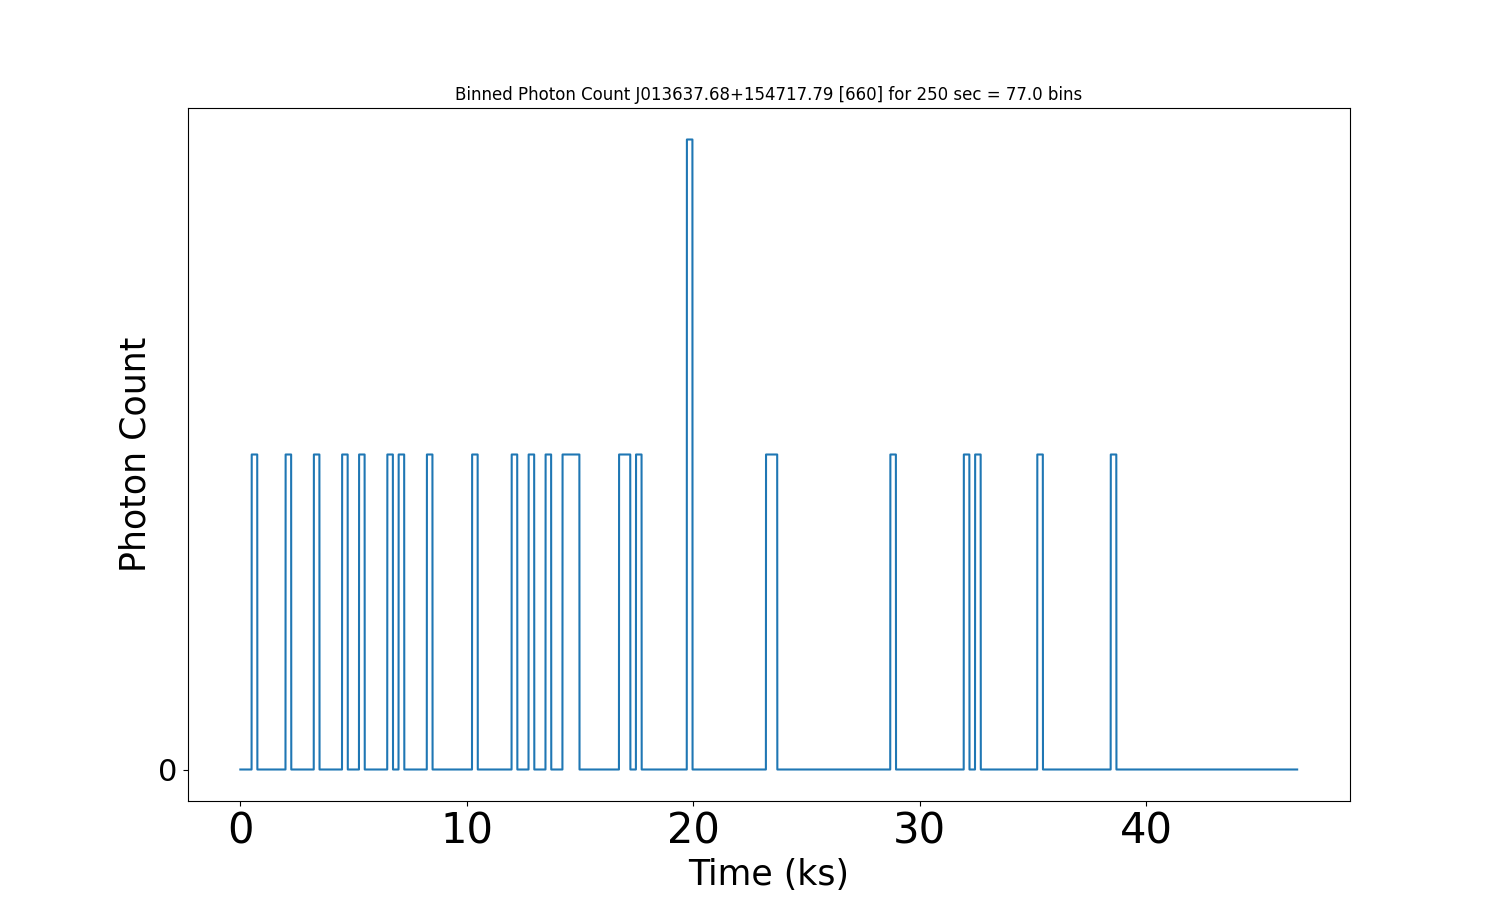 Binned Photon Count J013637.68+154717.79 [660] for 250 sec = 77.0 bins
Photon Count
0
0 10 20 30 40
Time (ks)